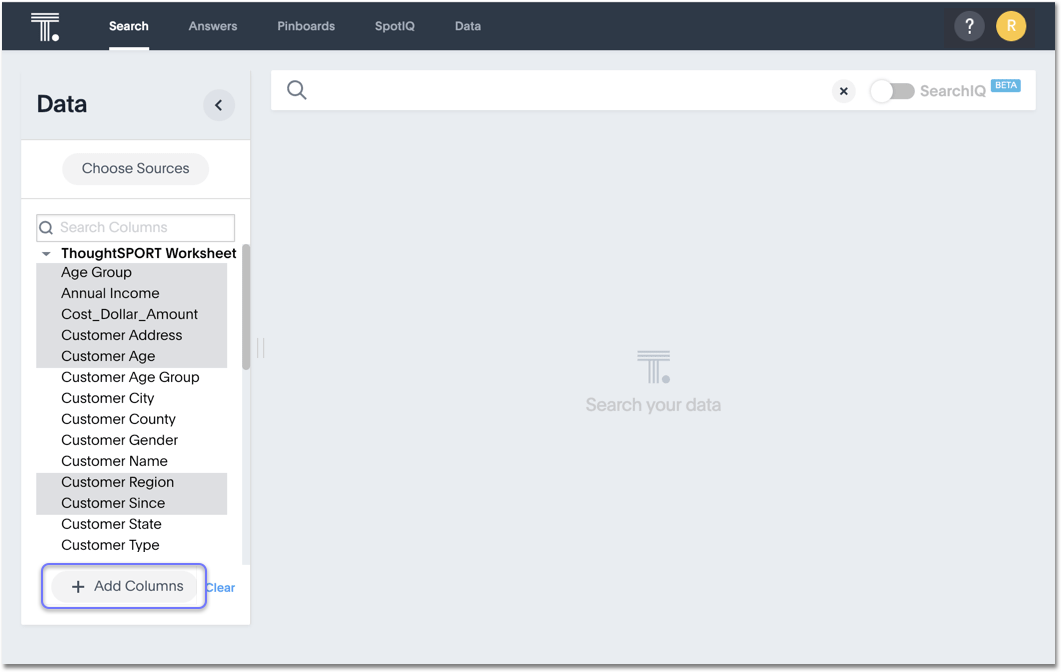 Search Answers Pinboards SpotIQ Data ? R
Data
Choose Sources
Search Columns
ThoughtSPORT Worksheet
Age Group
Annual Income
Cost_Dollar_Amount
Customer Address
Customer Age
Customer Age Group
Customer City
Customer County
Customer Gender
Customer Name
Customer Region
Customer Since
Customer State
Customer Type
+ Add Columns Clear
SearchIQ BETA
Search your data